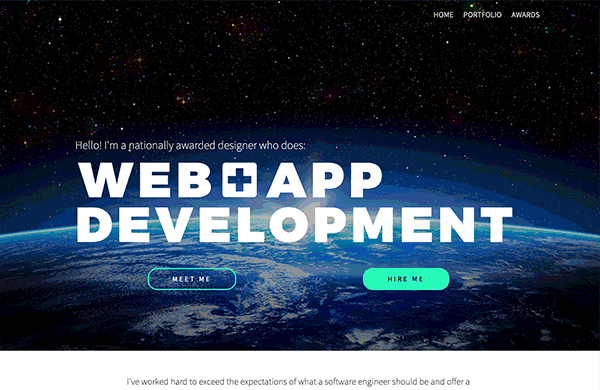 HOME PORTFOLIO AWARDS
Hello! I'm a nationally awarded designer who does:
WEB+APP
DEVELOPMENT
MEET ME HIRE ME
I've worked hard to exceed the expectations of what a software engineer should be and offer a